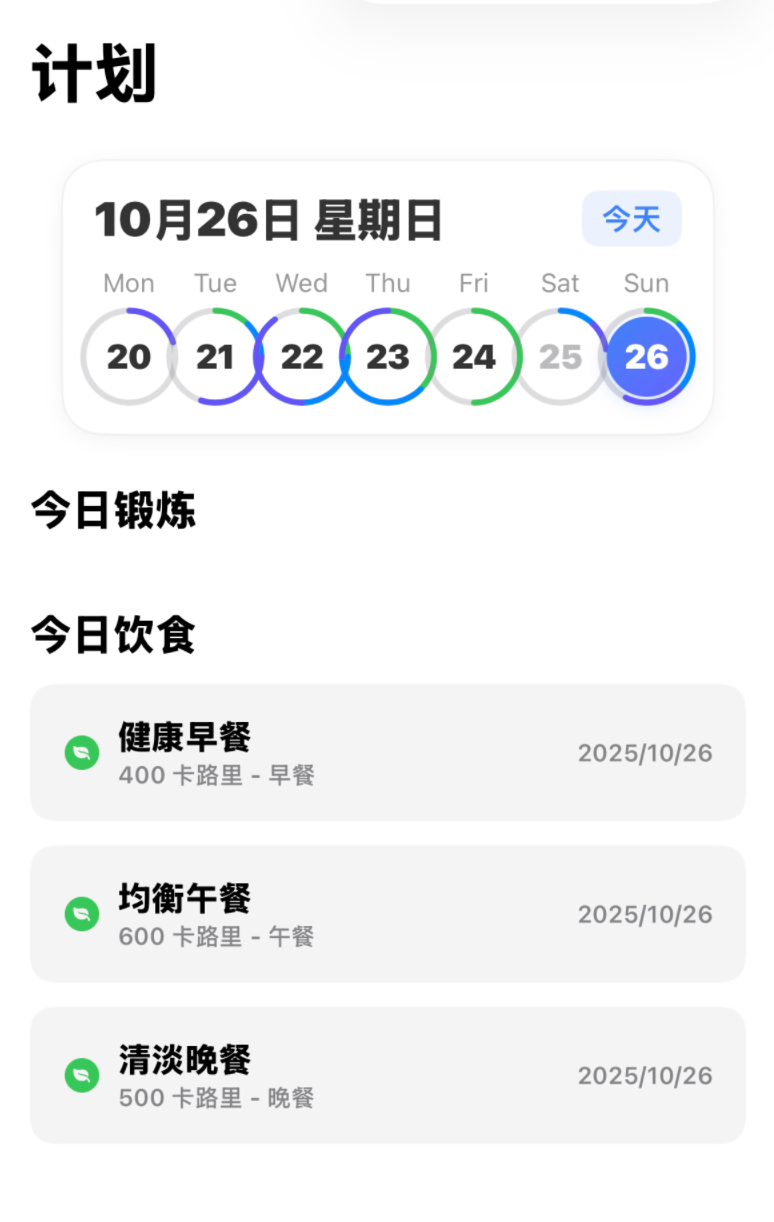 计划
10月26日 星期日 今天
Mon Tue Wed Thu Fri Sat Sun
20 21 22 23 24 25 26
今日锻炼
今日饮食
健康早餐
400 卡路里 - 早餐
2025/10/26
均衡午餐
600 卡路里 - 午餐
2025/10/26
清淡晚餐
500 卡路里 - 晚餐
2025/10/26